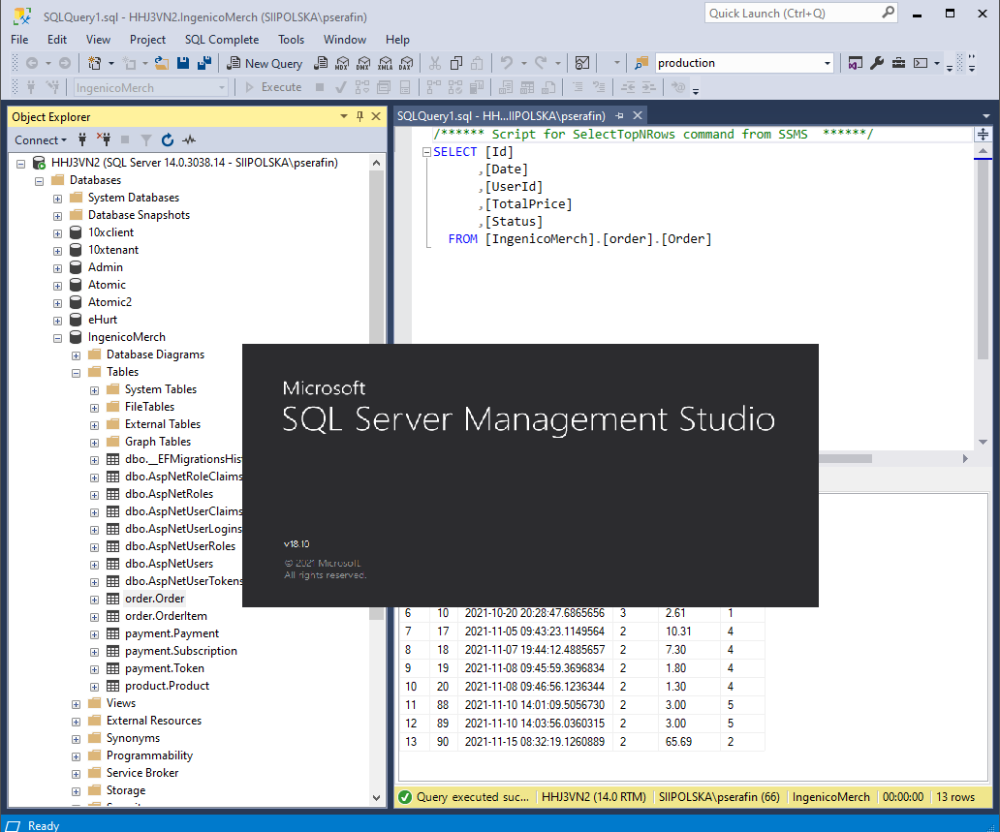 SQLQuery1.sql - HHJ3VN2.IngenicoMerch (SIIPOLSKA\pserafin)
Quick Launch (Ctrl+Q)
File Edit View Project SQL Complete Tools Window Help
New Query MDX DMX XMLA DAX production
IngenicoMerch Execute
Object Explorer
Connect
HHJ3VN2 (SQL Server 14.0.3038.14 - SIIPOLSKA\pserafin)
Databases
System Databases
Database Snapshots
10xclient
10xtenant
Admin
Atomic
Atomic2
eHurt
IngenicoMerch
Database Diagrams
Tables
System Tables
FileTables
External Tables
Graph Tables
dbo.__EFMigrationsHis
dbo.AspNetRoleClaims
dbo.AspNetRoles
dbo.AspNetUserClaims
dbo.AspNetUserLogins
dbo.AspNetUserRoles
dbo.AspNetUsers
dbo.AspNetUserTokens
order.Order
order.OrderItem
payment.Payment
payment.Subscription
payment.Token
product.Product
Views
External Resources
Synonyms
Programmability
Service Broker
Storage
SQLQuery1.sql - HH...IIPOLSKA\pserafin)
/****** Script for SelectTopNRows command from SSMS ******/
SELECT [Id]
,[Date]
,[UserId]
,[TotalPrice]
,[Status]
FROM [IngenicoMerch].[order].[Order]
Microsoft
SQL Server Management Studio
v18.10
© 2021 Microsoft.
All rights reserved.
6 10 2021-10-20 20:28:47.6865656 3 2.61 1
7 17 2021-11-05 09:43:23.1149564 2 10.31 4
8 18 2021-11-07 19:44:12.4885657 2 7.30 4
9 19 2021-11-08 09:45:59.3696834 2 1.80 4
10 20 2021-11-08 09:46:56.1236344 2 1.30 4
11 88 2021-11-10 14:01:09.5056730 2 3.00 5
12 89 2021-11-10 14:03:56.0360315 2 3.00 5
13 90 2021-11-15 08:32:19.1260889 2 65.69 2
Query executed suc... HHJ3VN2 (14.0 RTM) SIIPOLSKA\pserafin (66) IngenicoMerch 00:00:00 13 rows
Ready